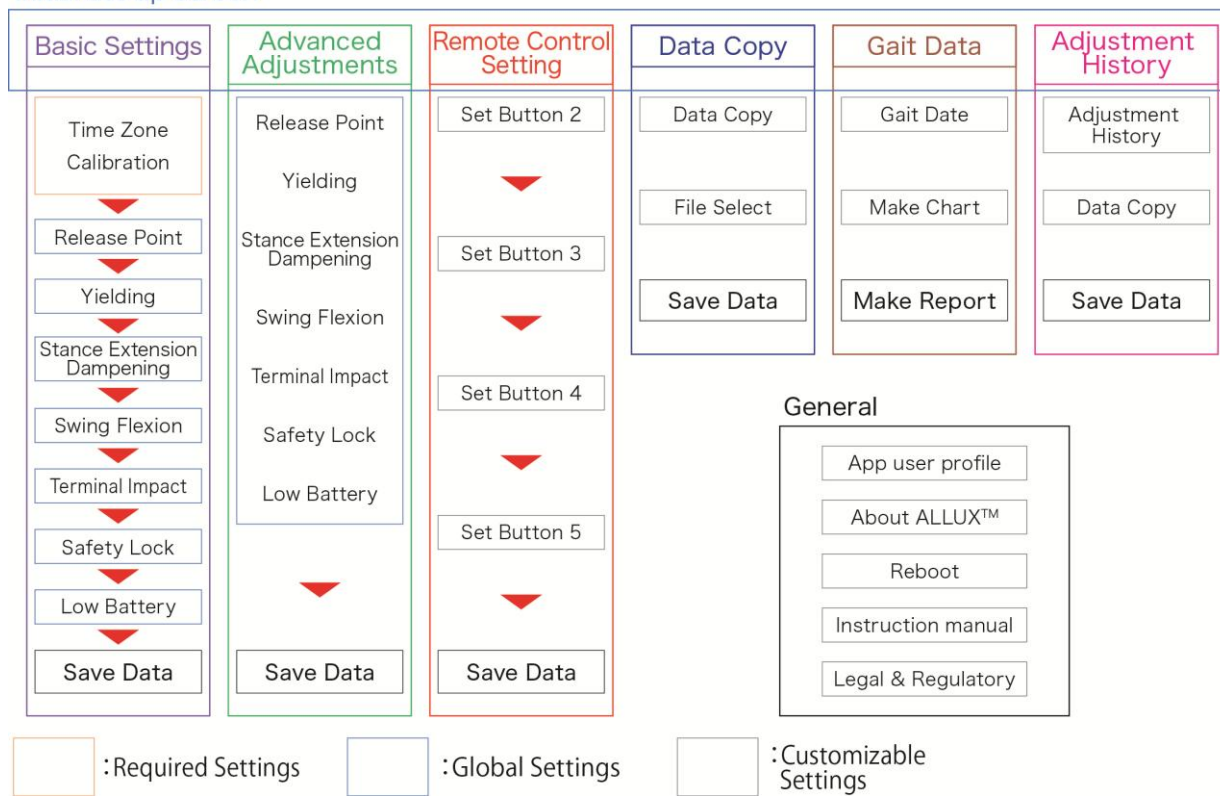 Basic Settings
Time Zone
Calibration
Release Point
Yielding
Stance Extension
Dampening
Swing Flexion
Terminal Impact
Safety Lock
Low Battery
Save Data
Advanced
Adjustments
Release Point
Yielding
Stance Extension
Dampening
Swing Flexion
Terminal Impact
Safety Lock
Low Battery
Save Data
Remote Control
Setting
Set Button 2
Set Button 3
Set Button 4
Set Button 5
Save Data
Data Copy
Data Copy
File Select
Save Data
Gait Data
Gait Date
Make Chart
Make Report
Adjustment
History
Adjustment
History
Data Copy
Save Data
General
App user profile
About ALLUX™
Reboot
Instruction manual
Legal & Regulatory
:Required Settings
:Global Settings
:Customizable
Settings